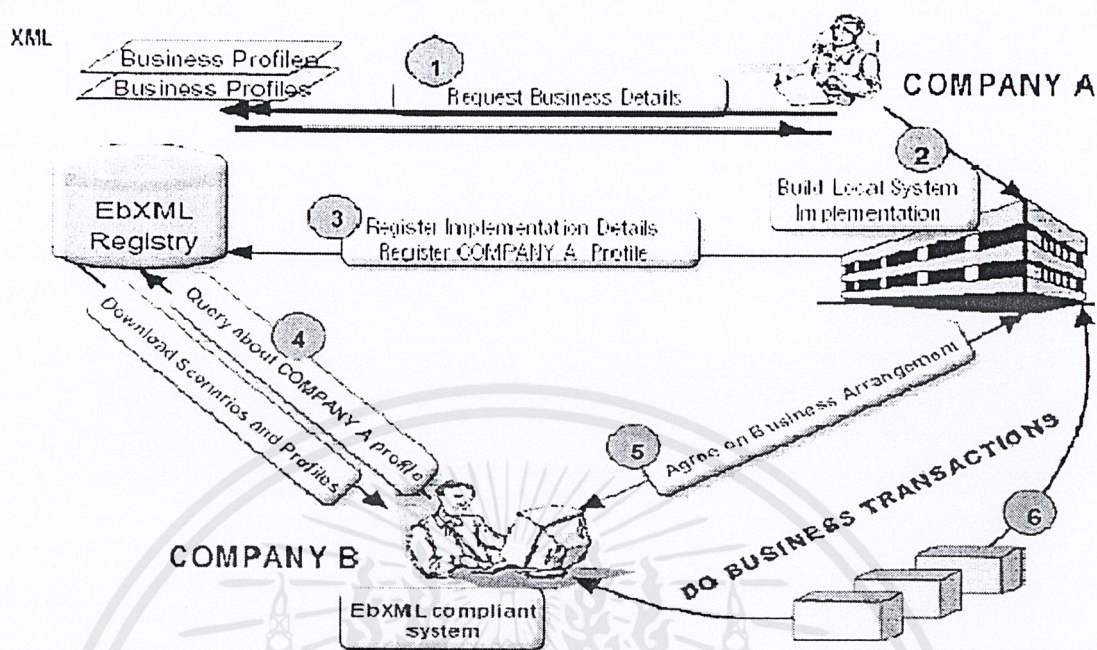 XML
Business Profiles
Business Profiles
1
Request Business Details
COMPANY A
2
Build Local System
Implementation
EbXML
Registry
3
Register Implementation Details
Register COMPANY A Profile
4
Query about COMPANY A profile
Download Scenarios and Profiles
5
Agree on Business Arrangement
DO BUSINESS TRANSACTIONS
6
COMPANY B
EbXML compliant
system